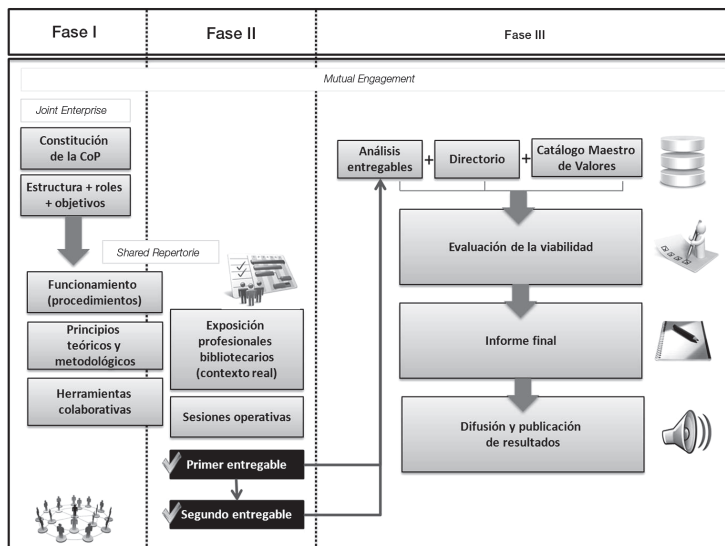 Fase I
Fase II
Fase III
Mutual Engagement
Joint Enterprise
Constitución
de la CoP
Estructura + roles
+ objetivos
Shared Repertorie
Funcionamiento
(procedimientos)
Principios
teóricos y
metodológicos
Herramientas
colaborativas
Exposición
profesionales
bibliotecarios
(contexto real)
Sesiones operativas
Primer entregable
Segundo entregable
Análisis
entregables
+
Directorio
+
Catálogo Maestro
de Valores
Evaluación de la viabilidad
Informe final
Difusión y publicación
de resultados